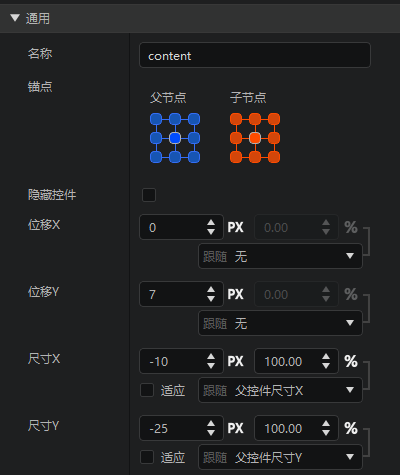 通用
名称 content
锚点
父节点 子节点
隐藏控件
位移X 0 PX 0.00 %
跟随 无
位移Y 7 PX 0.00 %
跟随 无
尺寸X -10 PX 100.00 %
适应 跟随 父控件尺寸X
尺寸Y -25 PX 100.00 %
适应 跟随 父控件尺寸Y